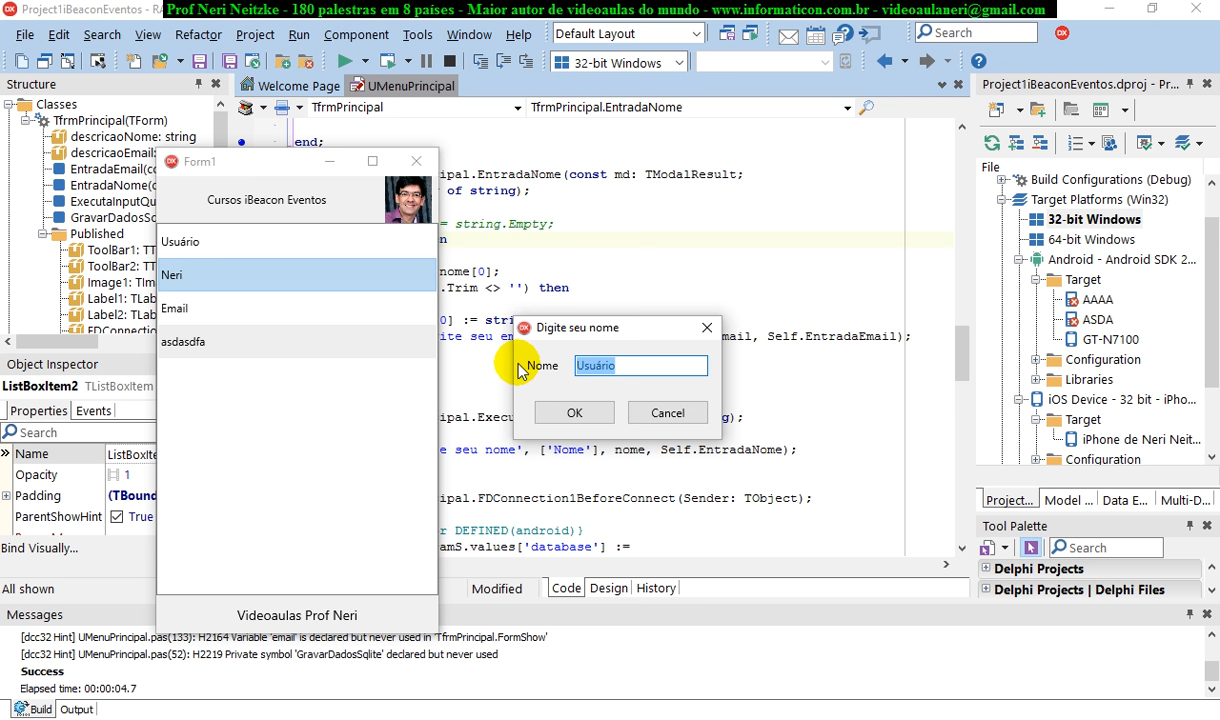 Project1iBeaconEventos - RA
Prof Neri Neitzke - 180 palestras em 8 países - Maior autor de videoaulas do mundo - www.informaticon.com.br - videoaulaneri@gmail.com
File Edit Search View Refactor Project Run Component Tools Window Help
Default Layout
Search
32-bit Windows
Structure
Welcome Page
UMenuPrincipal
Project1iBeaconEventos.dproj - Pr...
TfrmPrincipal
TfrmPrincipal.EntradaNome
Classes
TfrmPrincipal(TForm)
descricaoNome: string
descricaoEmail:
EntradaEmail(co
EntradaNome(c
ExecutaInputQu
GravarDadosSc
Published
ToolBar1: TT
ToolBar2: TT
Image1: TIm
Label1: TLab
Label2: TLab
FDConnectio
end;
ipal.EntradaNome(const md: TModalResult;
of string);
= string.Empty;
n
nome[0];
.Trim <> '') then
0] := stri
ite seu em
mail, Self.EntradaEmail);
ipal.Execu
g);
e seu nome', ['Nome'], nome, Self.EntradaNome);
ipal.FDConnection1BeforeConnect(Sender: TObject);
r DEFINED(android)}
amS.values['database'] :=
Form1
Cursos iBeacon Eventos
Usuário
Neri
Email
asdasdfa
Videoaulas Prof Neri
Digite seu nome
Nome
Usuário
OK
Cancel
File
Build Configurations (Debug)
Target Platforms (Win32)
32-bit Windows
64-bit Windows
Android - Android SDK 2...
Target
AAAA
ASDA
GT-N7100
Configuration
Libraries
iOS Device - 32 bit - iPho...
Target
iPhone de Neri Neit...
Configuration
Project...
Model ...
Data E...
Multi-D...
Tool Palette
Search
Delphi Projects
Delphi Projects | Delphi Files
Object Inspector
ListBoxItem2 TListBoxItem
Properties Events
Search
Name ListBoxIte
Opacity 1
Padding (TBound
ParentShowHint True
Bind Visually...
All shown
Modified
Code Design History
Messages
[dcc32 Hint] UMenuPrincipal.pas(133): H2164 Variable 'email' is declared but never used in 'TfrmPrincipal.FormShow'
[dcc32 Hint] UMenuPrincipal.pas(52): H2219 Private symbol 'GravarDadosSqlite' declared but never used
Success
Elapsed time: 00:00:04.7
Build Output